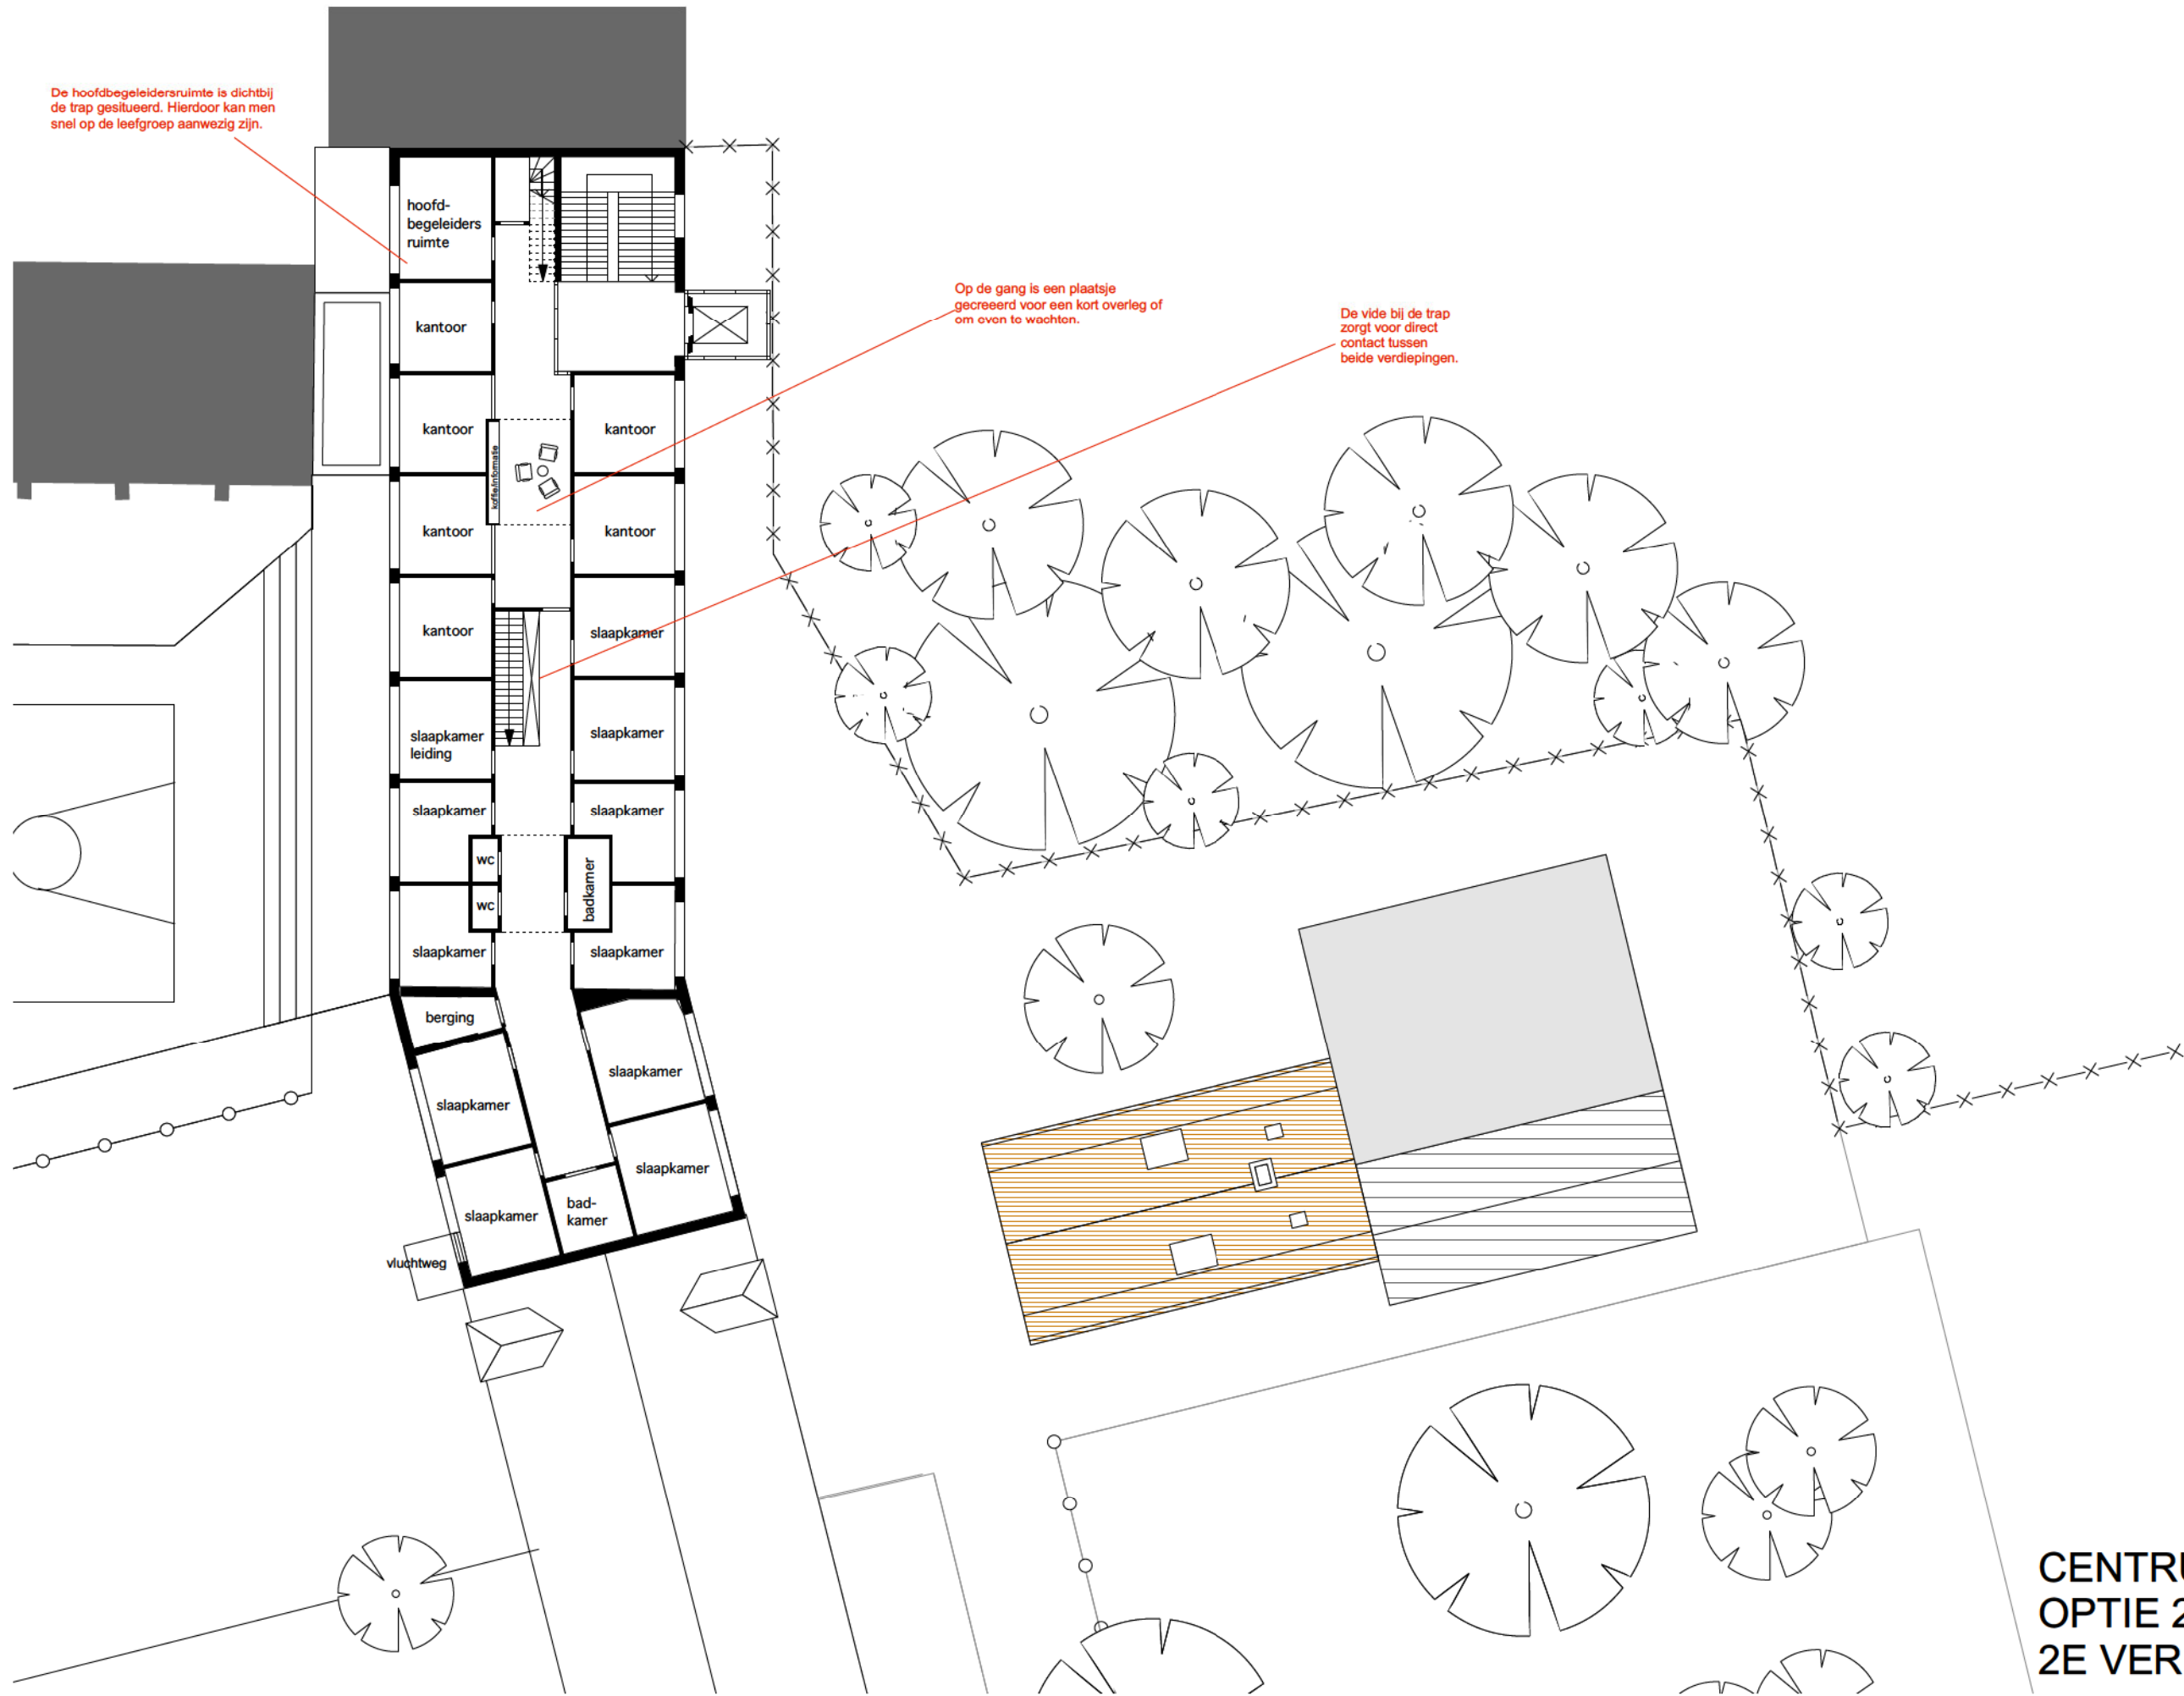 De hoofdbegeleidersruimte is dichtbij
de trap gesitueerd. Hierdoor kan men
snel op de leefgroep aanwezig zijn.
hoofd-
begeleiders
ruimte
kantoor
Op de gang is een plaatsje
gecreeerd voor een kort overleg of
om even te wachten.
De vide bij de trap
zorgt voor direct
contact tussen
beide verdiepingen.
kantoor
kantoor
koffie/informatie
kantoor
kantoor
kantoor
slaapkamer
slaapkamer
leiding
slaapkamer
slaapkamer
slaapkamer
wc
wc
badkamer
slaapkamer
slaapkamer
berging
slaapkamer
slaapkamer
slaapkamer
slaapkamer
bad-
kamer
vluchtweg
CENTRU
OPTIE 2
2E VER